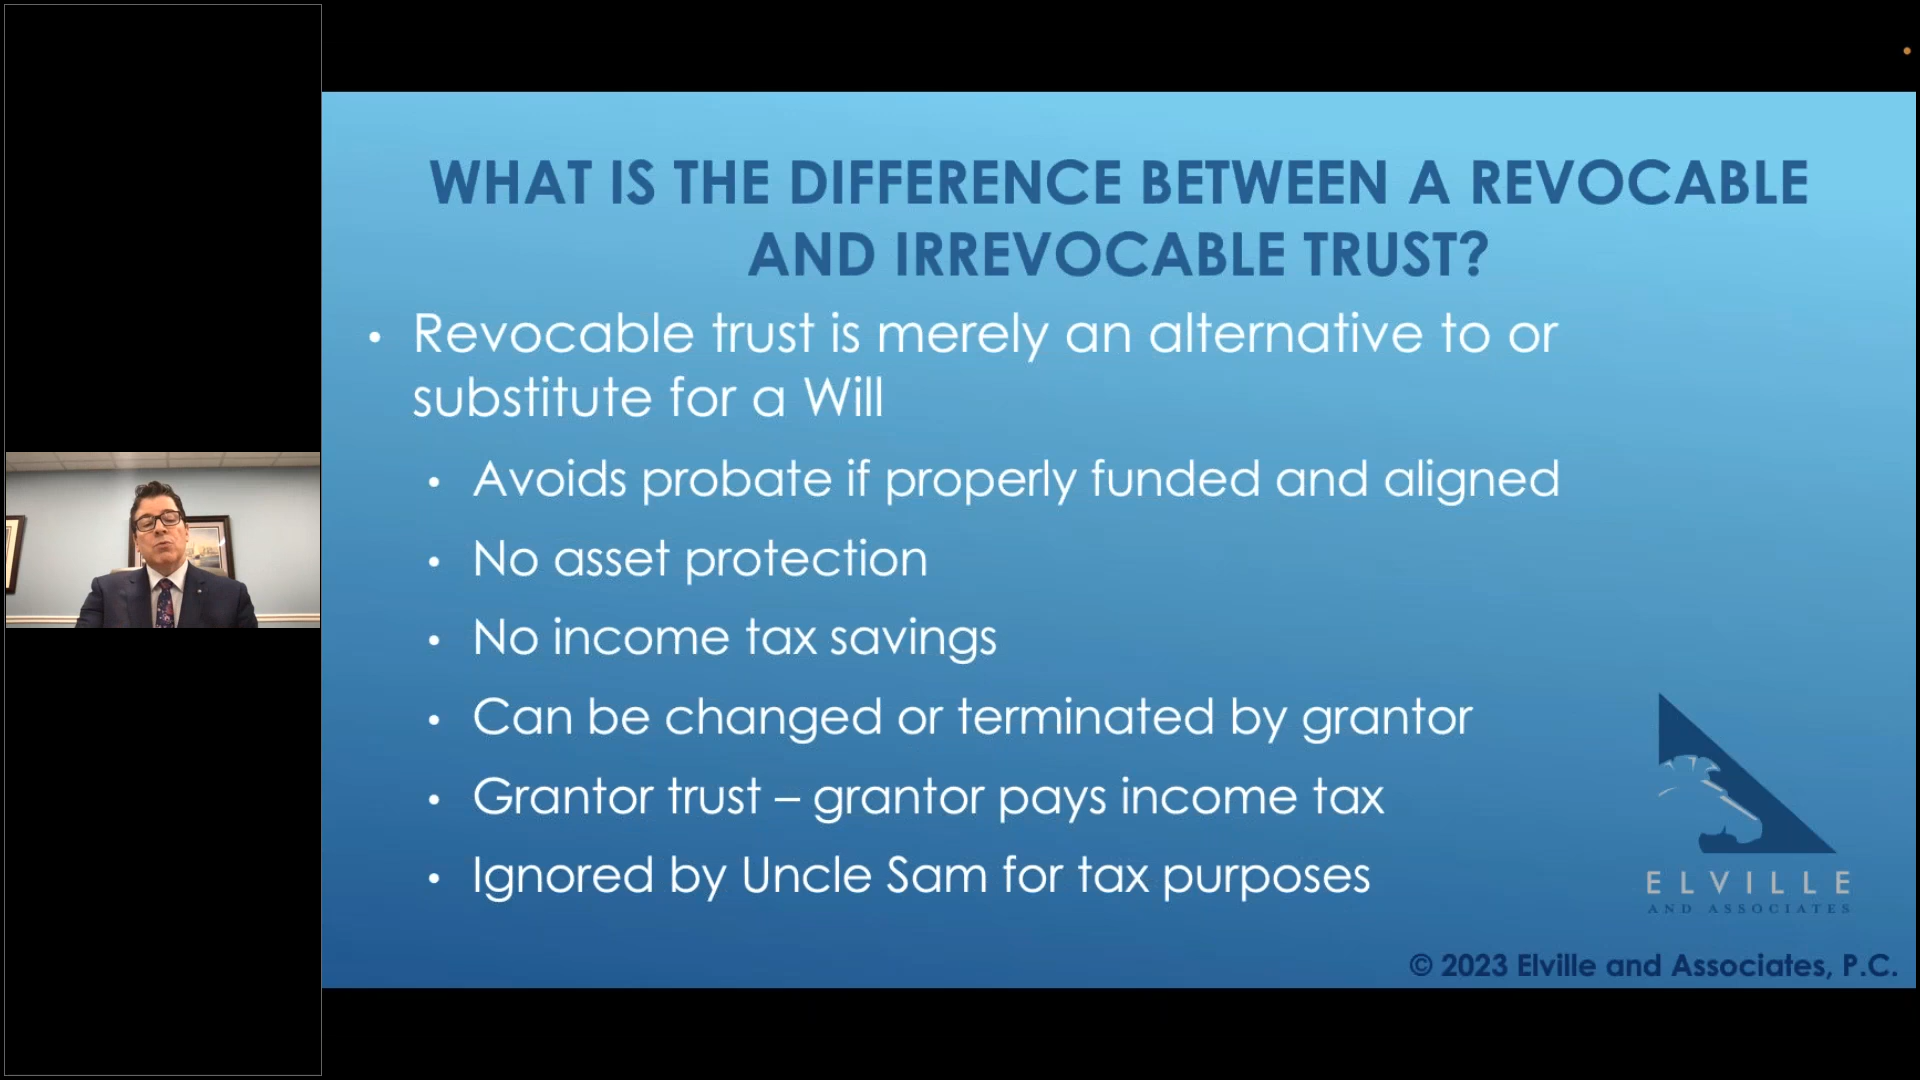 WHAT IS THE DIFFERENCE BETWEEN A REVOCABLE
AND IRREVOCABLE TRUST?
• Revocable trust is merely an alternative to or
substitute for a Will
• Avoids probate if properly funded and aligned
• No asset protection
• No income tax savings
• Can be changed or terminated by grantor
• Grantor trust – grantor pays income tax
• Ignored by Uncle Sam for tax purposes
ELVILLE
AND ASSOCIATES
© 2023 Elville and Associates, P.C.